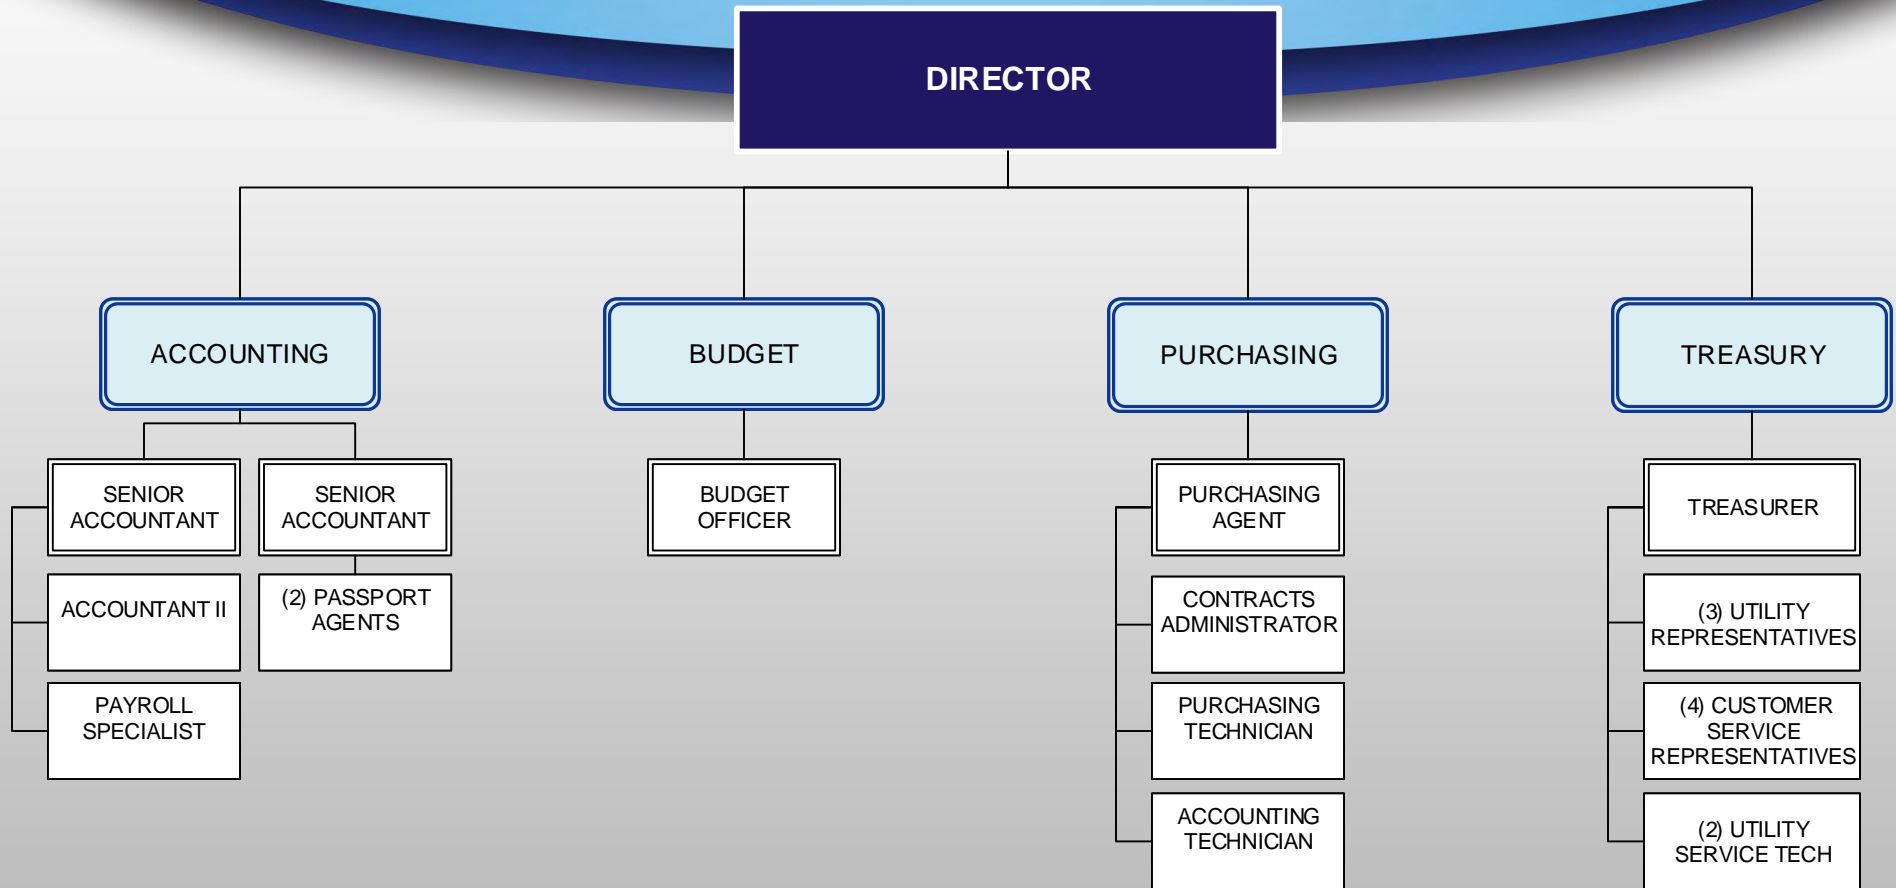 DIRECTOR
ACCOUNTING
BUDGET
PURCHASING
TREASURY
SENIOR
ACCOUNTANT
SENIOR
ACCOUNTANT
BUDGET
OFFICER
PURCHASING
AGENT
TREASURER
ACCOUNTANT II
(2) PASSPORT
AGENTS
CONTRACTS
ADMINISTRATOR
(3) UTILITY
REPRESENTATIVES
PAYROLL
SPECIALIST
PURCHASING
TECHNICIAN
(4) CUSTOMER
SERVICE
REPRESENTATIVES
ACCOUNTING
TECHNICIAN
(2) UTILITY
SERVICE TECH